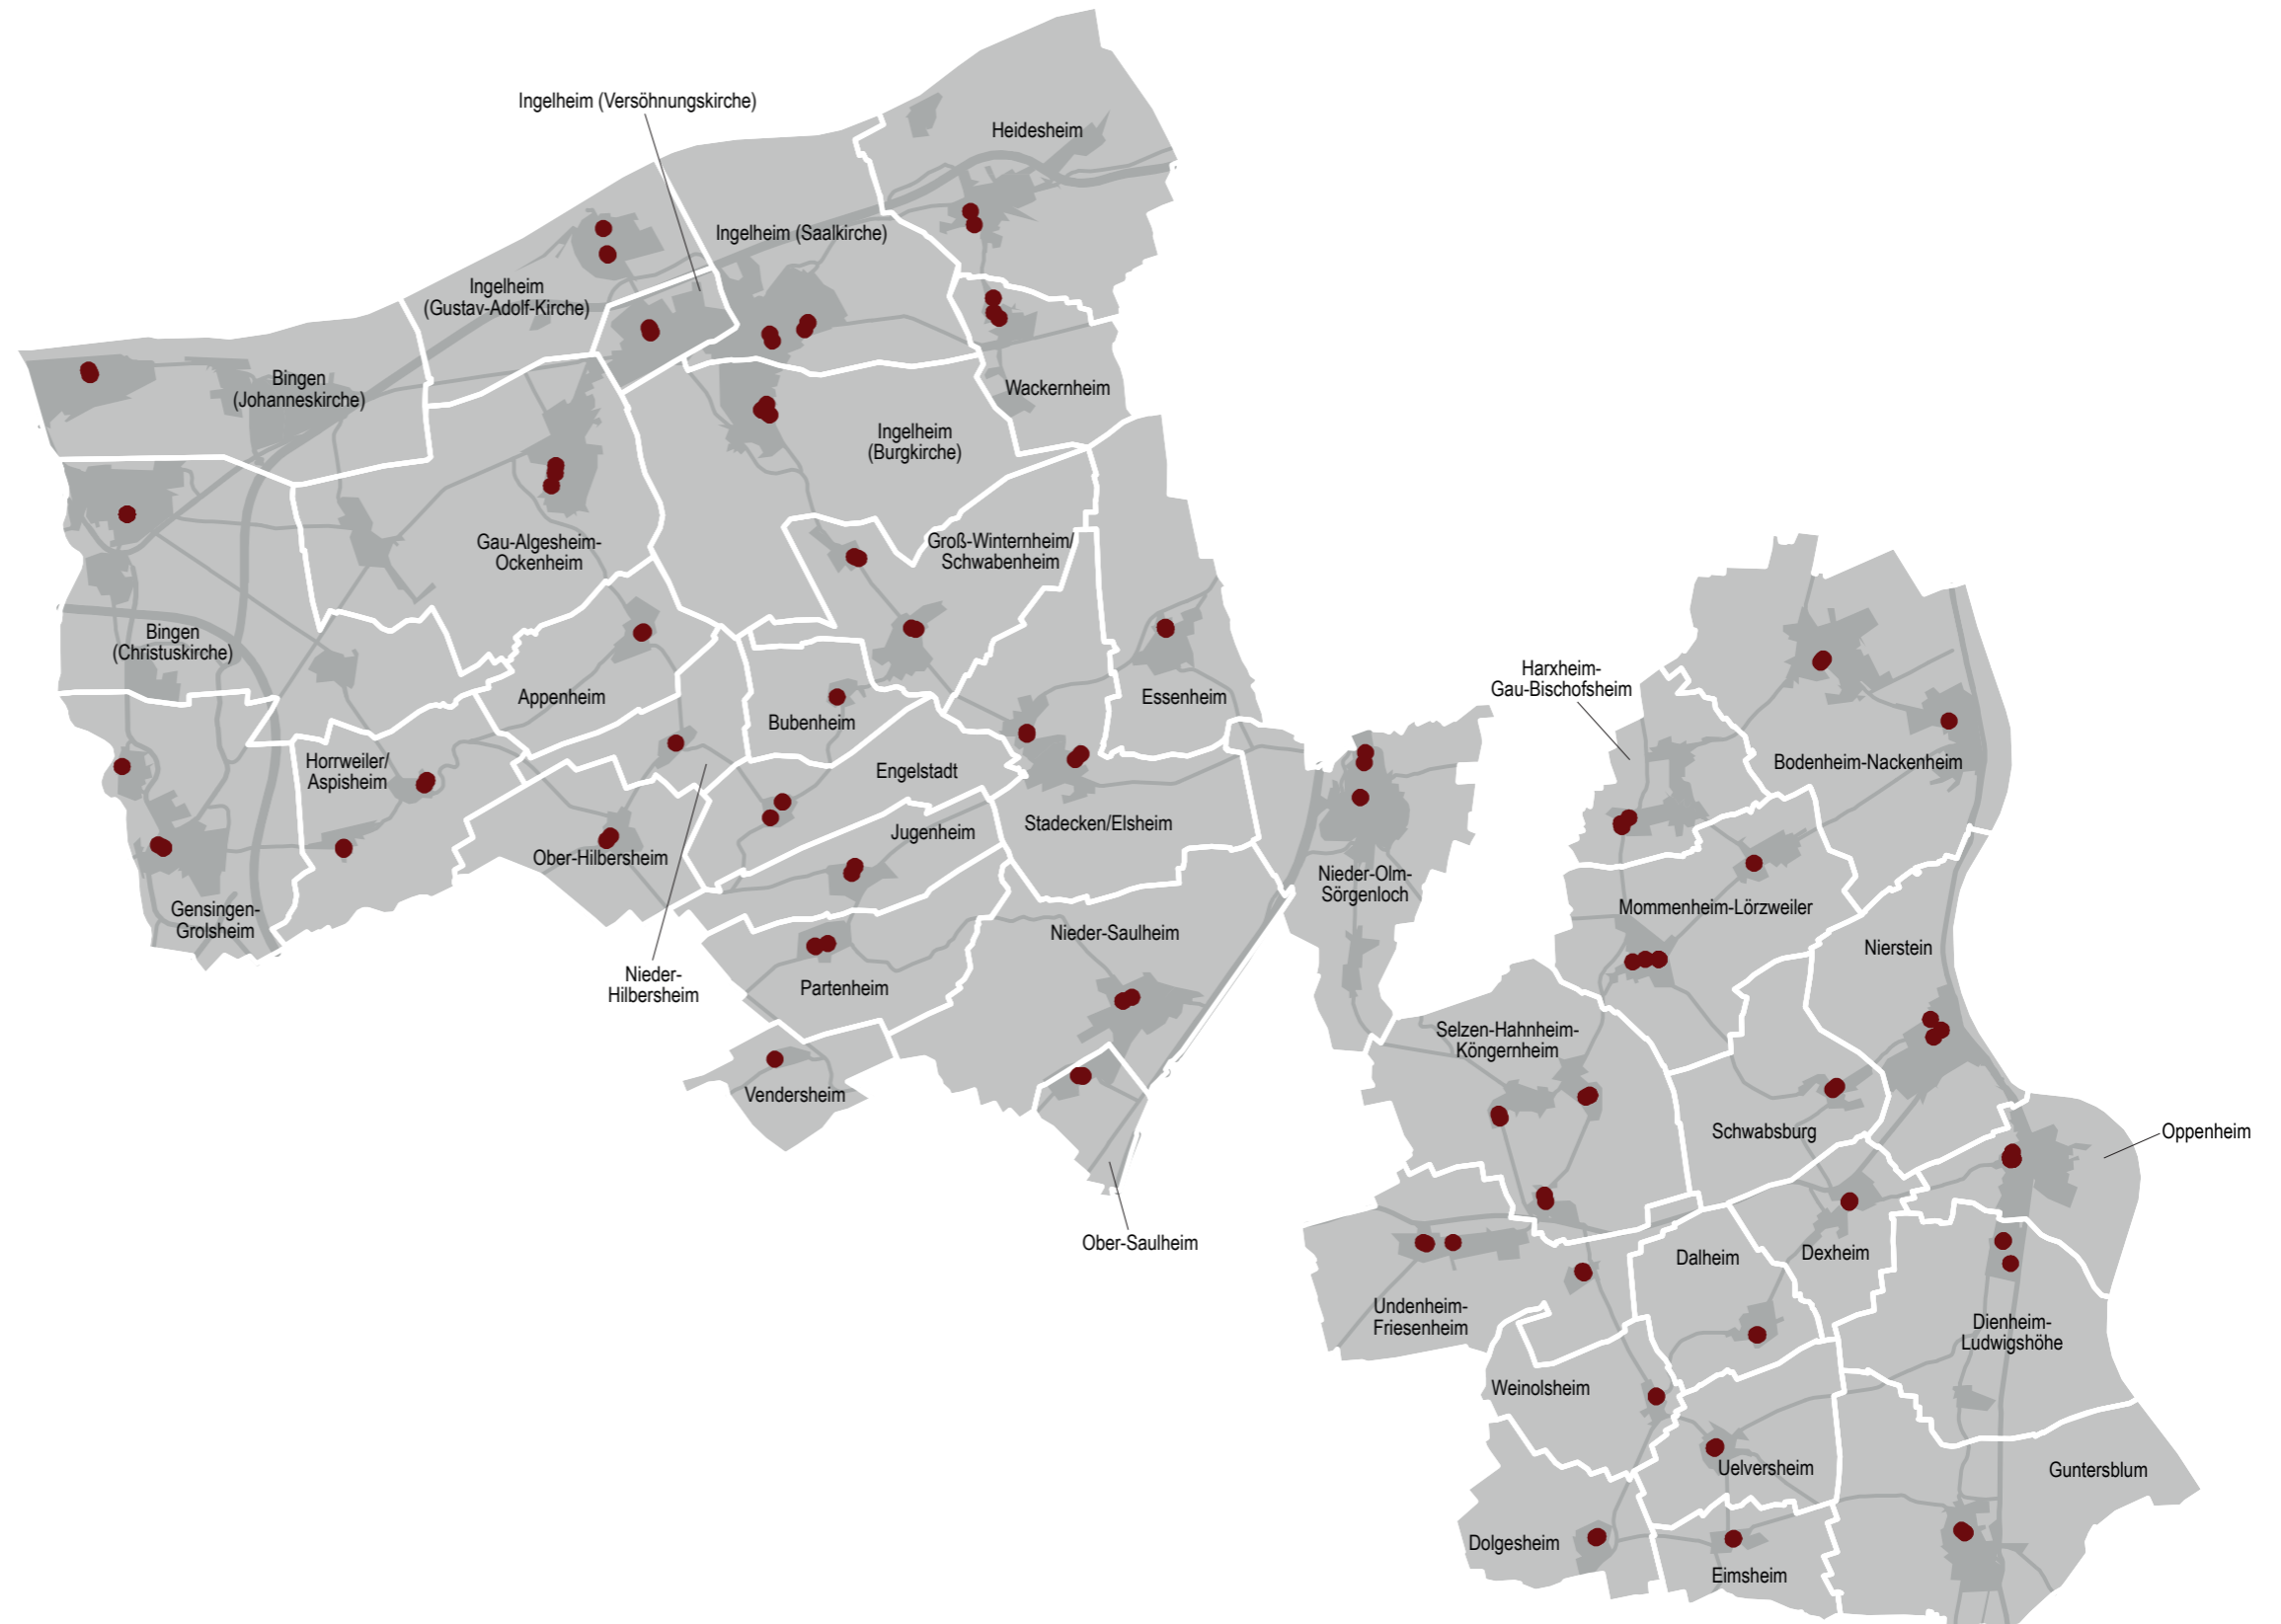 Ingelheim (Versöhnungskirche)
Heidesheim
Ingelheim (Saalkirche)
Ingelheim
(Gustav-Adolf-Kirche)
Bingen
(Johanneskirche)
Wackernheim
Ingelheim
(Burgkirche)
Gau-Algesheim-
Ockenheim
Groß-Winternheim/
Schwabenheim
Bingen
(Christuskirche)
Appenheim
Bubenheim
Essenheim
Harxheim-
Gau-Bischofsheim
Bodenheim-Nackenheim
Horrweiler/
Aspisheim
Engelstadt
Jugenheim
Stadecken/Elsheim
Ober-Hilbersheim
Nieder-Olm-
Sörgenloch
Gensingen-
Grolsheim
Mommenheim-Lörzweiler
Nieder-Saulheim
Nierstein
Nieder-
Hilbersheim
Partenheim
Selzen-Hahnheim-
Köngernheim
Vendersheim
Schwabsburg
Oppenheim
Ober-Saulheim
Dalheim
Dexheim
Undenheim-
Friesenheim
Dienheim-
Ludwigshöhe
Weinolsheim
Uelversheim
Guntersblum
Dolgesheim
Eimsheim